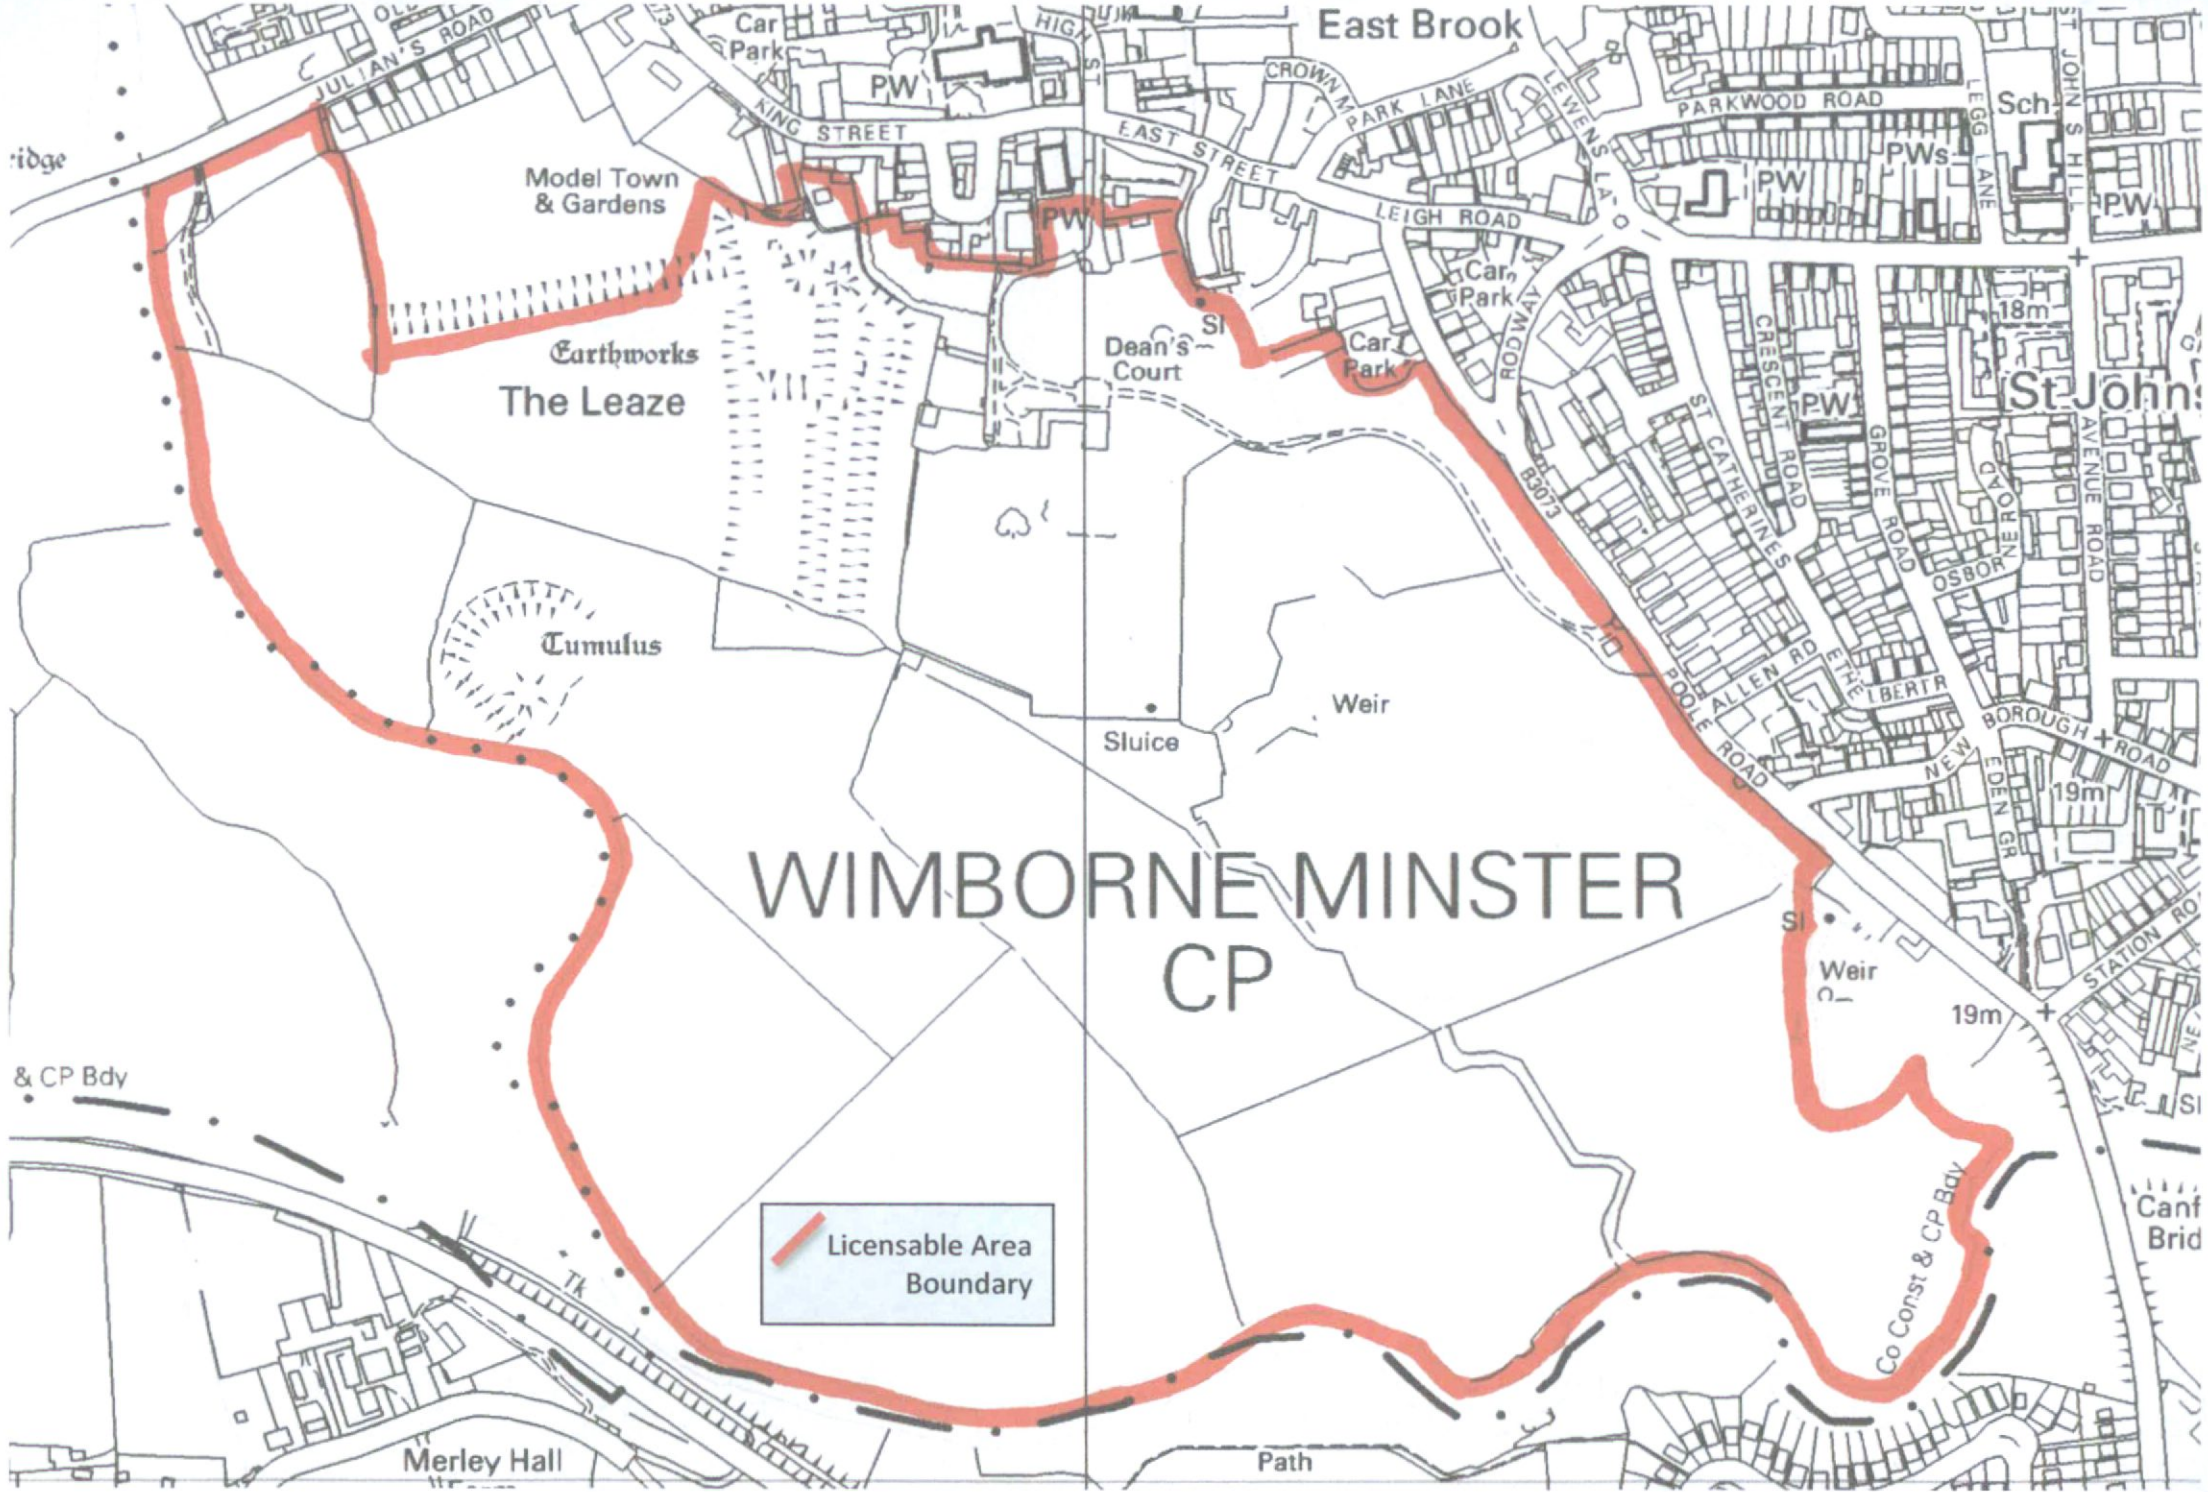 JULIAN'S ROAD
Car
Park
HIGH
ST
East Brook
PW
KING STREET
EAST STREET
CROWN M
PARK LANE
LEWENS LA
PARKWOOD ROAD
LEGG LANE
Sch
ST JOHN'S HILL
PWs
PW
PW
ridge
Model Town
& Gardens
PW
LEIGH ROAD
Car
Park
RODWAY
18m
Earthworks
The Leaze
Dean's
Court
Sl
Car
Park
ST CATHERINES
CRESCENT ROAD
PW
GROVE ROAD
St Johns
AVENUE ROAD
B3073
OSBORNE ROAD
Tumulus
Weir
Sluice
POOLE ROAD
ALLEN RD
ETHELBERT R
NEW BOROUGH ROAD
EDEN GR
19m
WIMBORNE MINSTER
CP
Sl
Weir
STATION RO
19m
& CP Bdy
Sl
Canf
Brid
Co Const & CP Bdy
Licensable Area
Boundary
Tk
Merley Hall
Path